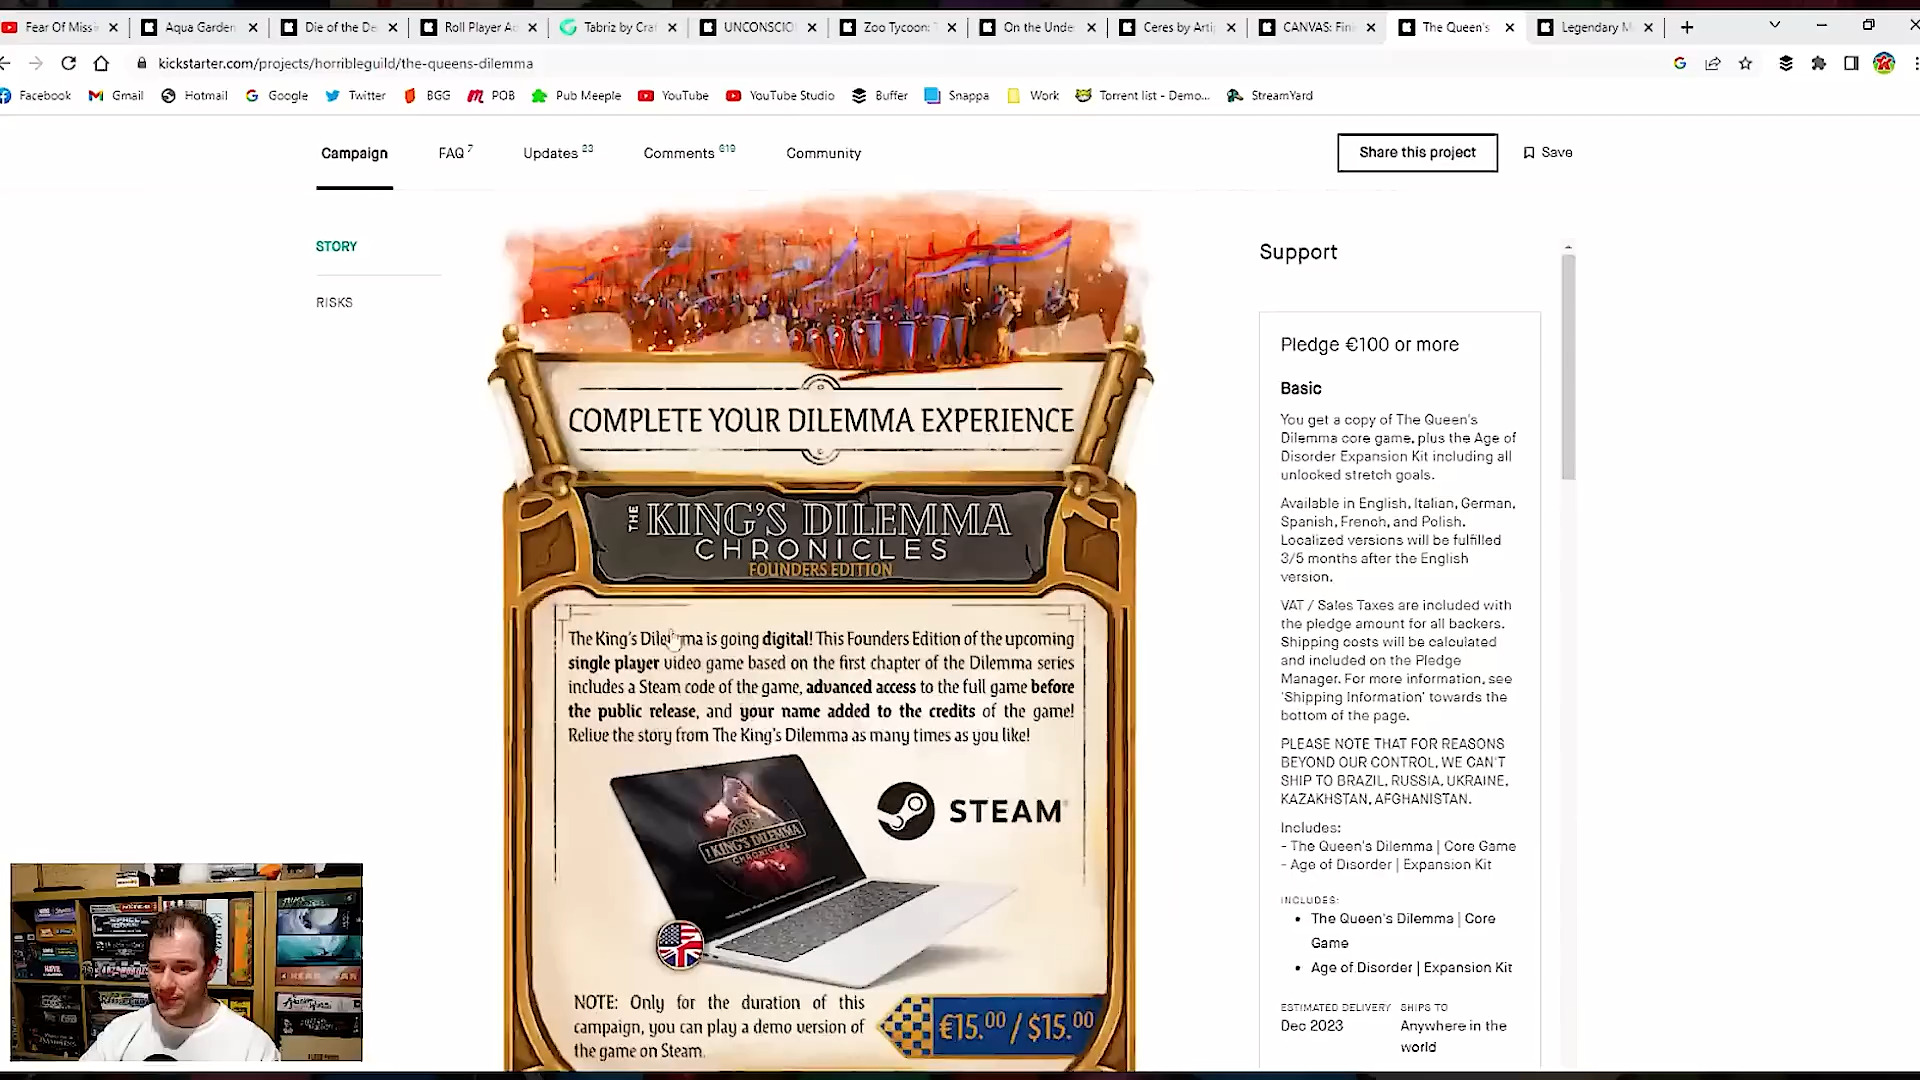 Fear Of Missi
Aqua Garden
Die of the De
Roll Player A
Tabriz by Craf
UNCONSCIO
Zoo Tycoon: T
On the Unde
Ceres by Arti
CANVAS: Fin
The Queen's
Legendary M
kickstarter.com/projects/horribleguild/the-queens-dilemma
Facebook
Gmail
Hotmail
Google
Twitter
BGG
POB
Pub Meeple
YouTube
YouTube Studio
Buffer
Snappa
Work
Torrent list - Demo...
StreamYard
Campaign
FAQ 7
Updates 23
Comments 619
Community
Share this project
Save
STORY
RISKS
COMPLETE YOUR DILEMMA EXPERIENCE
THE KING'S DILEMMA
CHRONICLES
FOUNDERS EDITION
The King's Dilemma is going digital! This Founders Edition of the upcoming
single player video game based on the first chapter of the Dilemma series
includes a Steam code of the game, advanced access to the full game before
the public release, and your name added to the credits of the game!
Relive the story from The King's Dilemma as many times as you like!
THE KING'S DILEMMA
CHRONICLES
STEAM
NOTE: Only for the duration of this
campaign, you can play a demo version of
the game on Steam.
€15.00 / $15.00
Support
Pledge €100 or more
Basic
You get a copy of The Queen's
Dilemma core game, plus the Age of
Disorder Expansion Kit including all
unlocked stretch goals.
Available in English, Italian, German,
Spanish, French, and Polish.
Localized versions will be fulfilled
3/5 months after the English
version.
VAT / Sales Taxes are included with
the pledge amount for all backers.
Shipping costs will be calculated
and included on the Pledge
Manager. For more information, see
'Shipping Information' towards the
bottom of the page.
PLEASE NOTE THAT FOR REASONS
BEYOND OUR CONTROL, WE CAN'T
SHIP TO BRAZIL, RUSSIA, UKRAINE,
KAZAKHSTAN, AFGHANISTAN.
Includes:
- The Queen's Dilemma | Core Game
- Age of Disorder | Expansion Kit
INCLUDES:
• The Queen's Dilemma | Core
Game
• Age of Disorder | Expansion Kit
ESTIMATED DELIVERY
Dec 2023
SHIPS TO
Anywhere in the
world